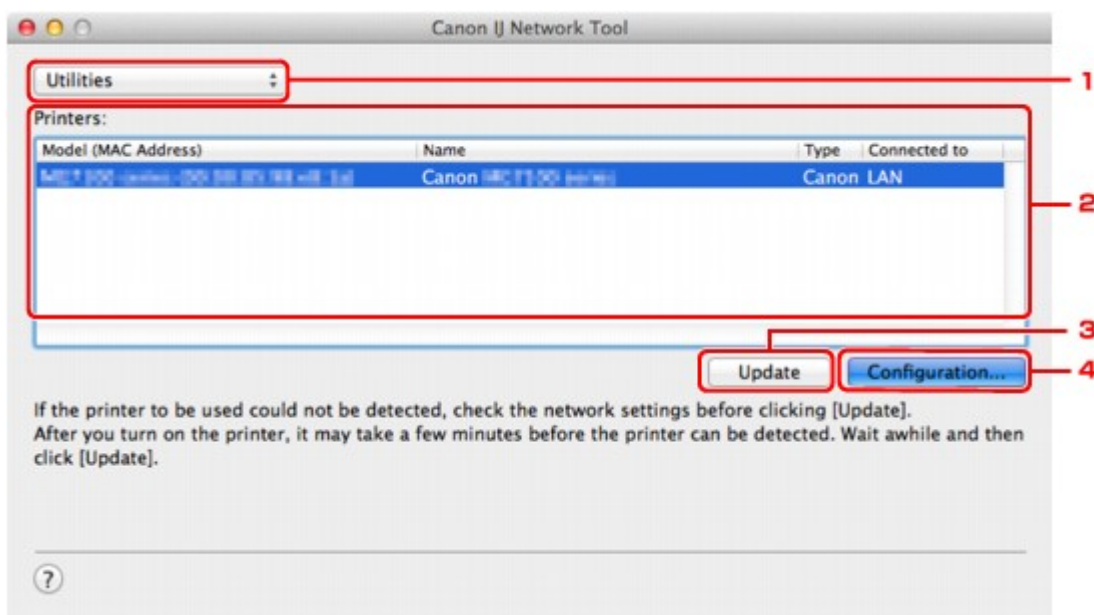 Canon IJ Network Tool
Utilities
1
Printers:
Model (MAC Address) Name Type Connected to
Canon Canon LAN
2
3
Update Configuration... 4
If the printer to be used could not be detected, check the network settings before clicking [Update].
After you turn on the printer, it may take a few minutes before the printer can be detected. Wait awhile and then
click [Update].
?